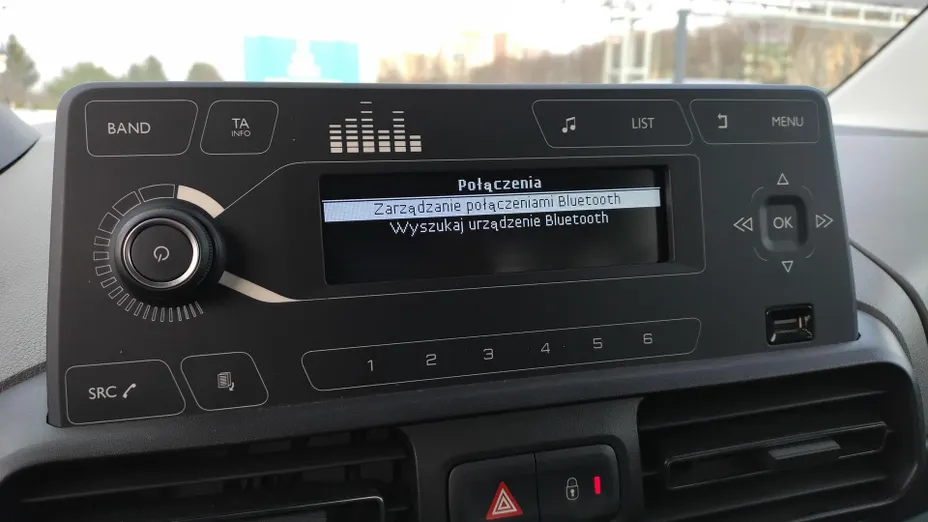 BAND
TA
INFO
LIST
MENU
Połączenia
Zarządzanie połączeniami Bluetooth
Wyszukaj urządzenie Bluetooth
OK
1 2 3 4 5 6
SRC